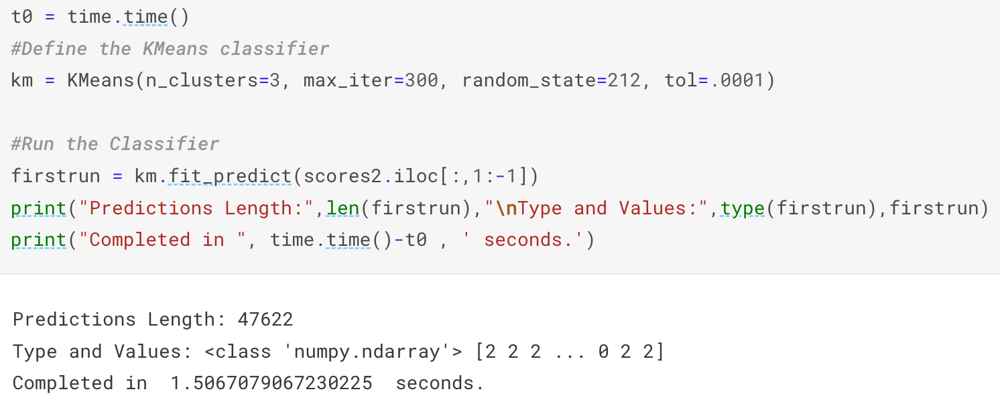 t0 = time.time()
#Define the KMeans classifier
km = KMeans(n_clusters=3, max_iter=300, random_state=212, tol=.0001)
#Run the Classifier
firstrun = km.fit_predict(scores2.iloc[:,1:-1])
print("Predictions Length:",len(firstrun),"\nType and Values:",type(firstrun),firstrun)
print("Completed in ", time.time()-t0 , ' seconds.')
Predictions Length: 47622
Type and Values: <class 'numpy.ndarray'> [2 2 2 ... 0 2 2]
Completed in  1.5067079067230225  seconds.